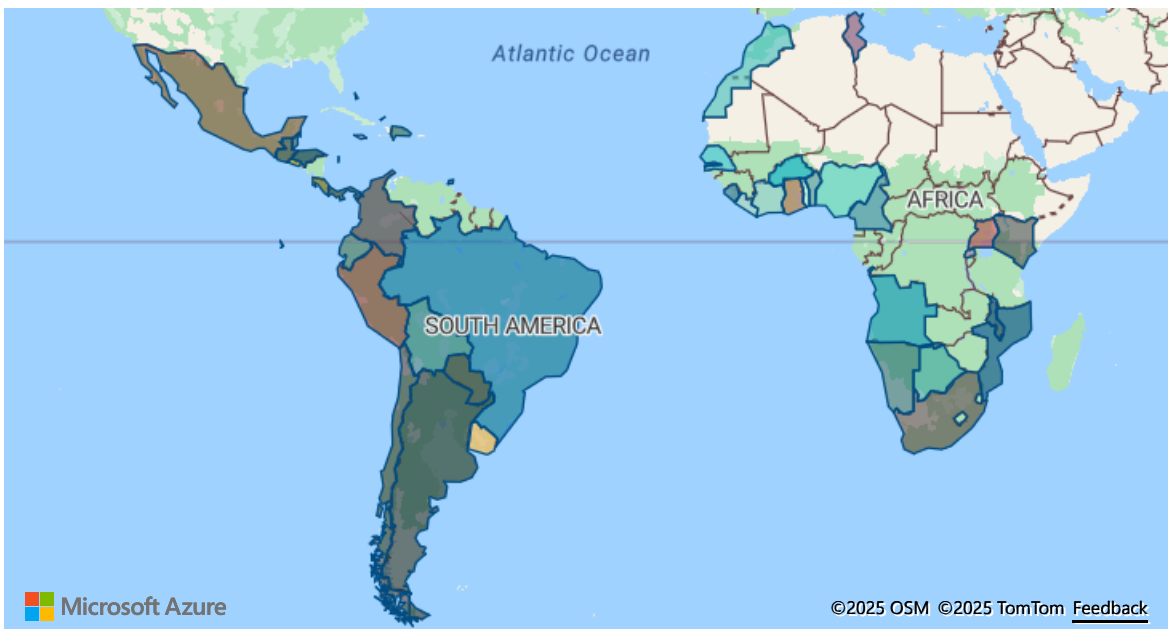 Atlantic Ocean
AFRICA
SOUTH AMERICA
Microsoft Azure
©2025 OSM ©2025 TomTom Feedback